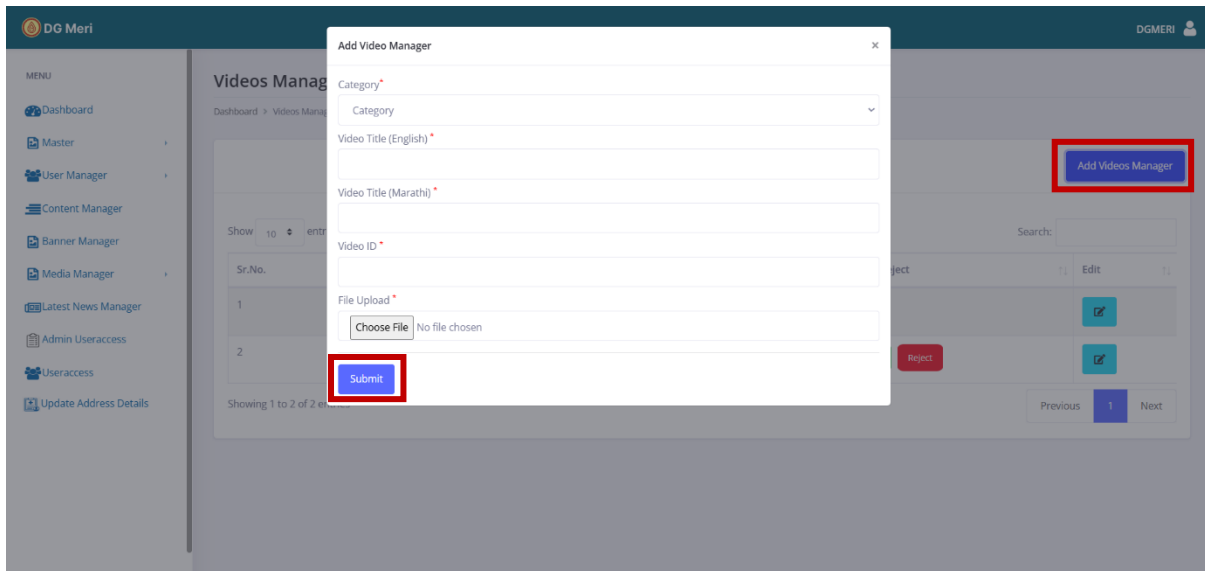 DG Meri
DGMERI
MENU
Dashboard
Master
User Manager
Content Manager
Banner Manager
Media Manager
Latest News Manager
Admin Useraccess
Useraccess
Update Address Details
Videos Manag
Dashboard > Videos Manag
Add Videos Manager
Show 10 entr
Search:
Sr.No.
ject
Edit
1
2
Reject
Showing 1 to 2 of 2 entries
Previous 1 Next
Add Video Manager
×
Category*
Category
Video Title (English) *
Video Title (Marathi) *
Video ID *
File Upload *
Choose File No file chosen
Submit